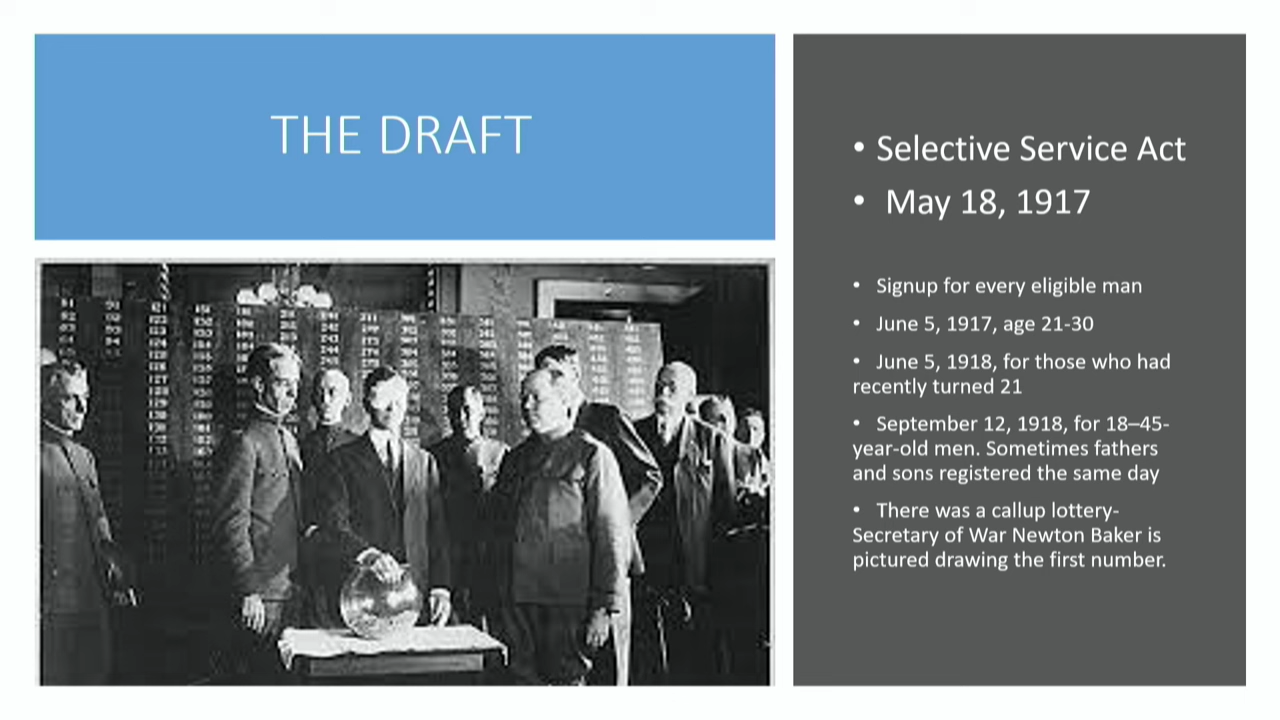 THE DRAFT
• Selective Service Act
• May 18, 1917
• Signup for every eligible man
• June 5, 1917, age 21-30
• June 5, 1918, for those who had
recently turned 21
• September 12, 1918, for 18–45-
year-old men. Sometimes fathers
and sons registered the same day
• There was a callup lottery-
Secretary of War Newton Baker is
pictured drawing the first number.